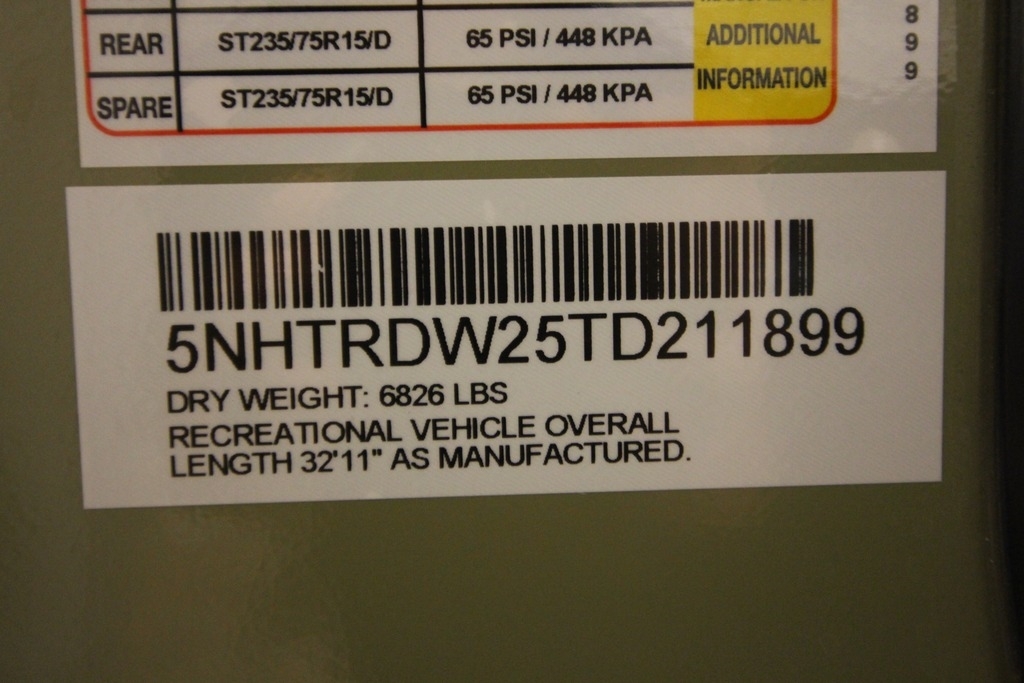 REAR ST235/75R15/D 65 PSI / 448 KPA
SPARE ST235/75R15/D 65 PSI / 448 KPA
ADDITIONAL
INFORMATION
8
9
9
5NHTRDW25TD211899
DRY WEIGHT: 6826 LBS
RECREATIONAL VEHICLE OVERALL
LENGTH 32'11" AS MANUFACTURED.